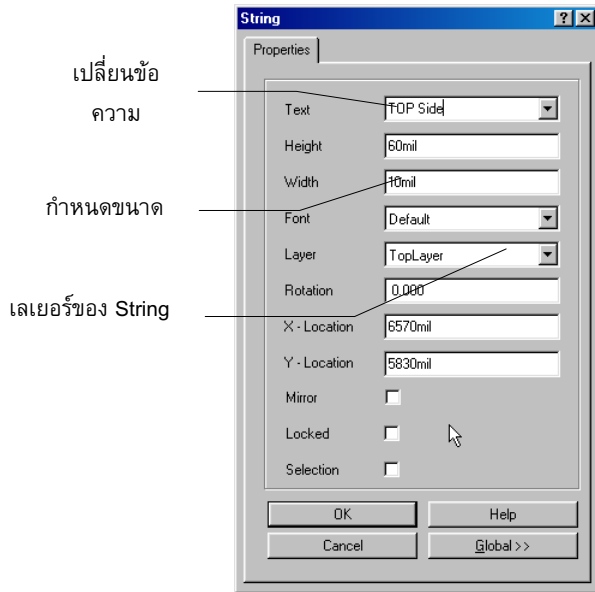 String
Properties
เปลี่ยนข้อ
ความ
Text TOP Side
Height 60mil
Width 10mil
กำหนดขนาด
Font Default
Layer TopLayer
Rotation 0.000
เลเยอร์ของ String
X - Location 6570mil
Y - Location 5830mil
Mirror
Locked
Selection
OK Help
Cancel Global >>